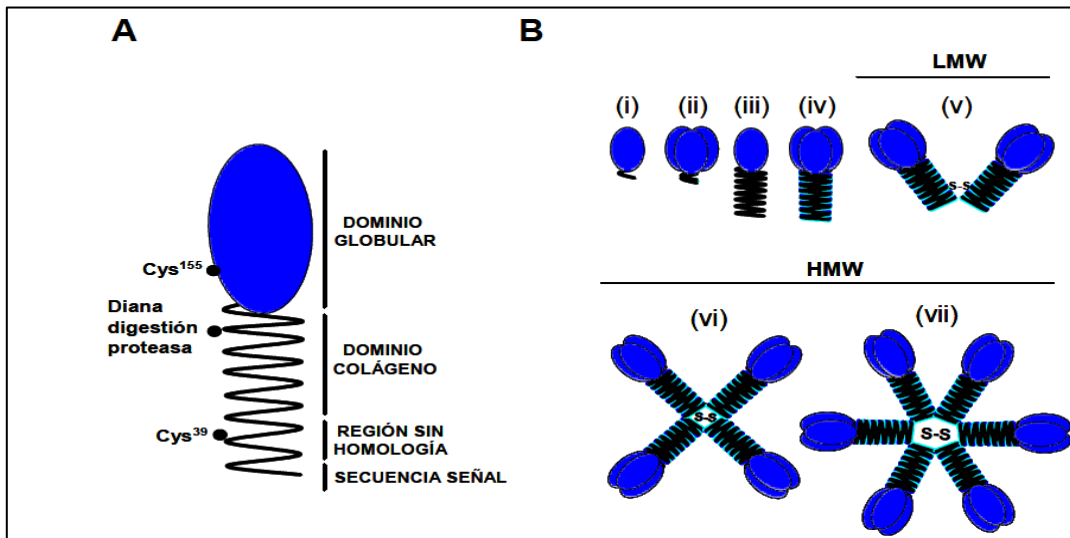 A
DOMINIO
GLOBULAR
Cys¹⁵⁵
Diana
digestión
proteasa
DOMINIO
COLÁGENO
Cys³⁹
REGIÓN SIN
HOMOLOGÍA
SECUENCIA SEÑAL
B
LMW
(i) (ii) (iii) (iv) (v)
S-S
HMW
(vi) (vii)
S-S S-S